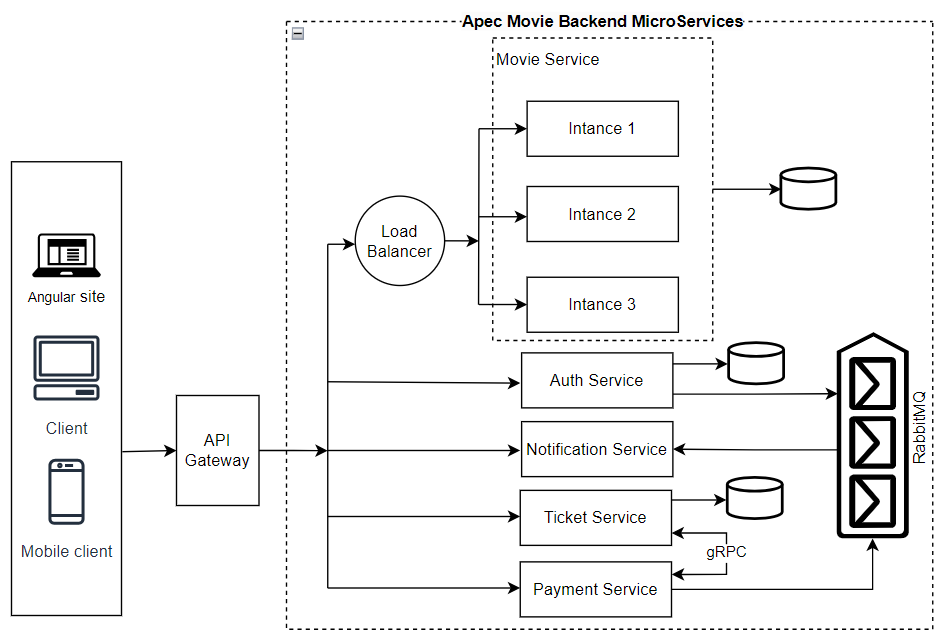 Apec Movie Backend MicroServices
Movie Service
Intance 1
Intance 2
Intance 3
Load
Balancer
Angular site
Client
Mobile client
API
Gateway
Auth Service
Notification Service
Ticket Service
gRPC
Payment Service
RabbitMQ